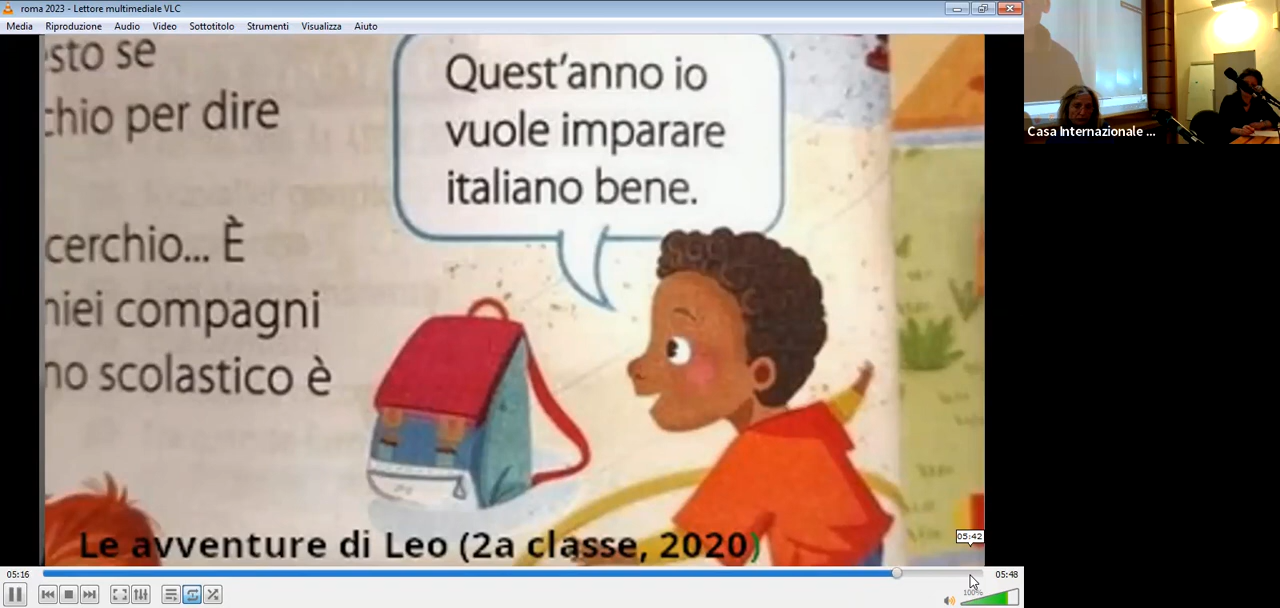 roma 2023 - Lettore multimediale VLC
Media Riproduzione Audio Video Sottotitolo Strumenti Visualizza Aiuto
sto se
chio per dire
cerchio... È
miei compagni
no scolastico è
Quest'anno io
vuole imparare
italiano bene.
Le avventure di Leo (2a classe, 2020)
05:42
05:16
05:48
100%
Casa Internazionale ...